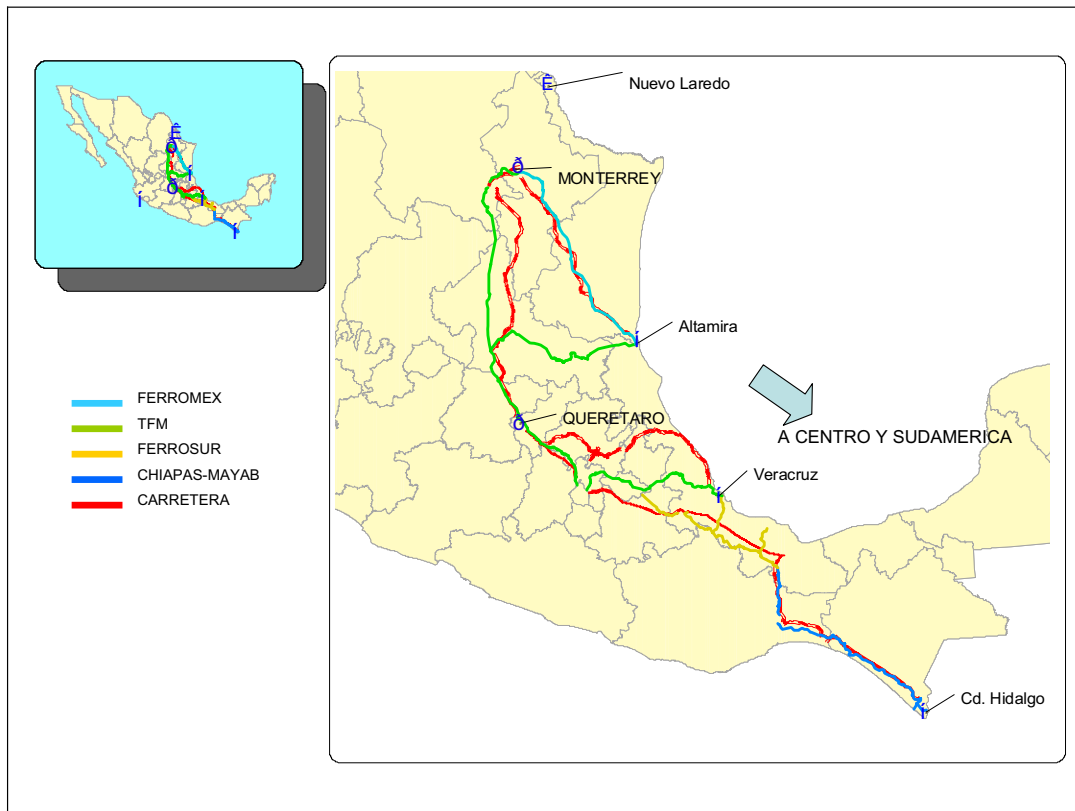 Nuevo Laredo
MONTERREY
Altamira
QUERETARO
A CENTRO Y SUDAMERICA
Veracruz
Cd. Hidalgo
FERROMEX
TFM
FERROSUR
CHIAPAS-MAYAB
CARRETERA
Ê
Ô
Í
Ô
Í
Í
Ê
Ô
Í
Ô
Í
Í
Í